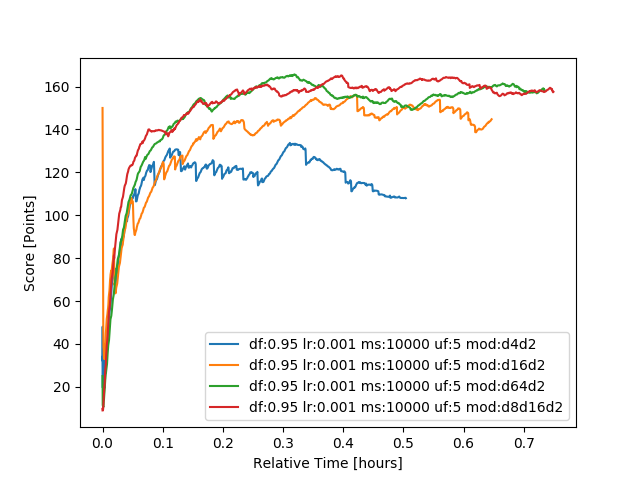 160
140
120
100
80
60
40
20
Score [Points]
df:0.95 lr:0.001 ms:10000 uf:5 mod:d4d2
df:0.95 lr:0.001 ms:10000 uf:5 mod:d16d2
df:0.95 lr:0.001 ms:10000 uf:5 mod:d64d2
df:0.95 lr:0.001 ms:10000 uf:5 mod:d8d16d2
0.0 0.1 0.2 0.3 0.4 0.5 0.6 0.7
Relative Time [hours]